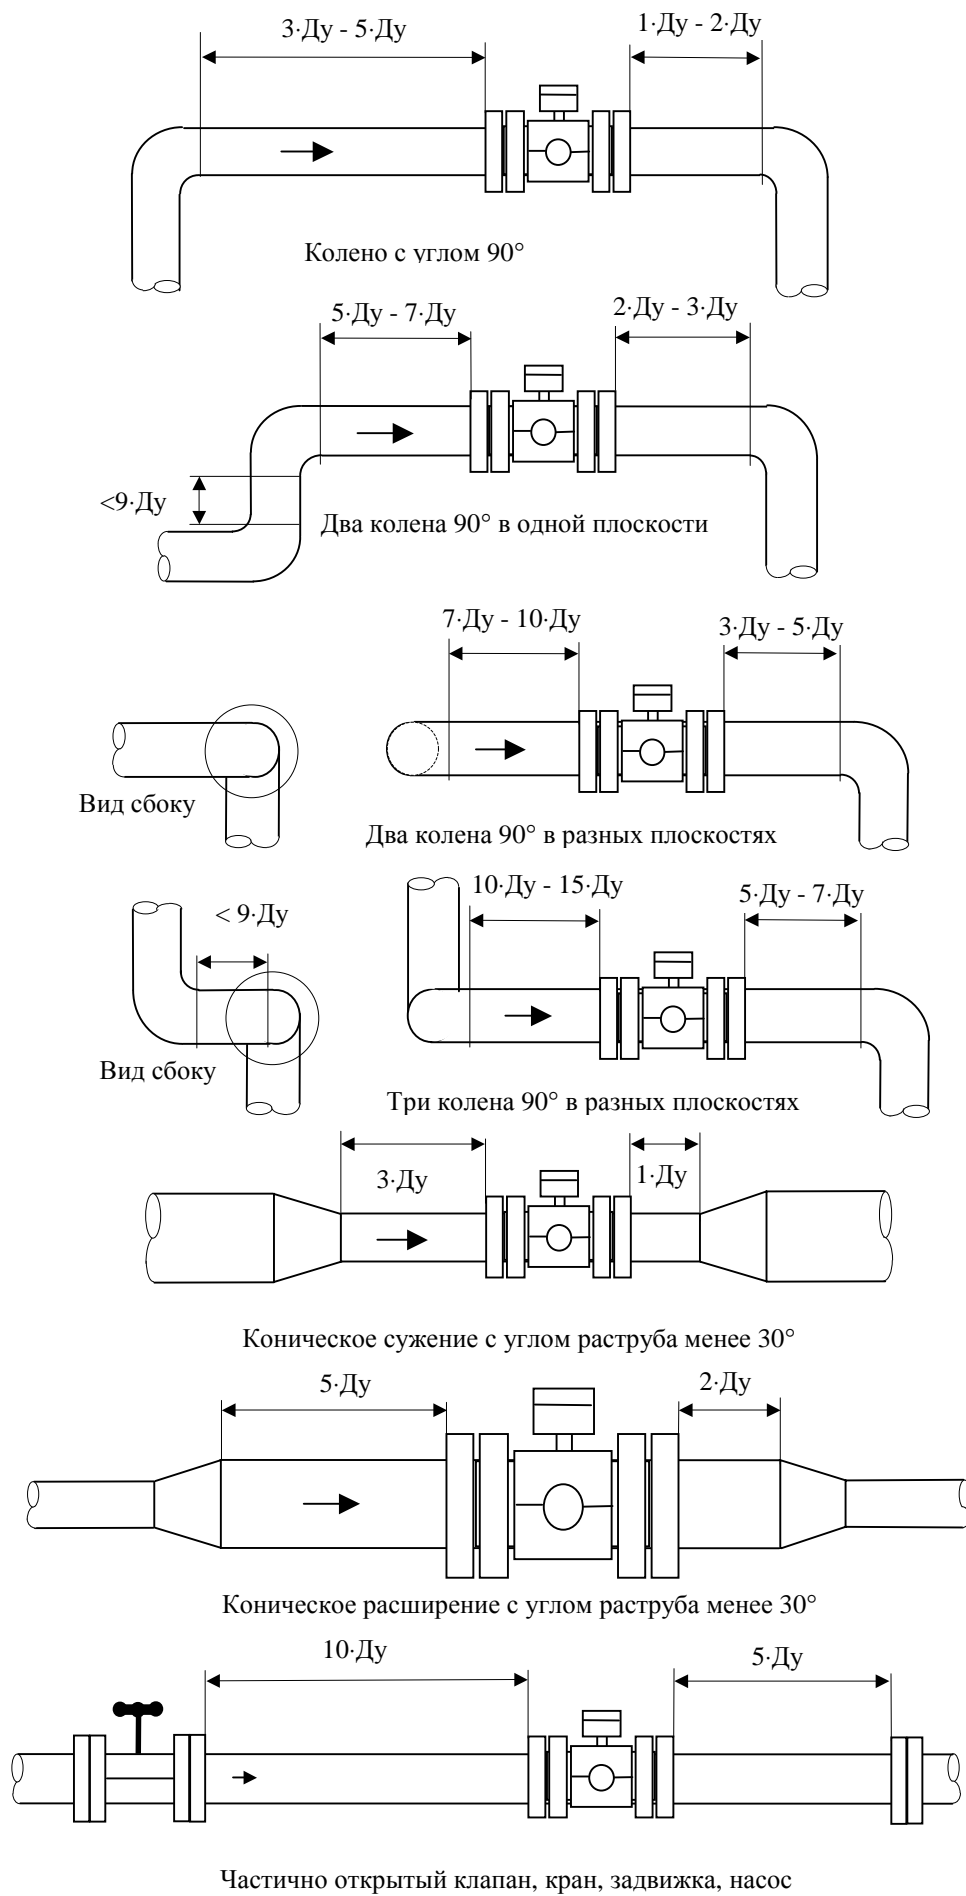 3·Ду - 5·Ду
1·Ду - 2·Ду
Колено с углом 90°
5·Ду - 7·Ду
2·Ду - 3·Ду
<9·Ду
Два колена 90° в одной плоскости
7·Ду - 10·Ду
3·Ду - 5·Ду
Вид сбоку
Два колена 90° в разных плоскостях
10·Ду - 15·Ду
5·Ду - 7·Ду
< 9·Ду
Вид сбоку
Три колена 90° в разных плоскостях
3·Ду
1·Ду
Коническое сужение с углом раструба менее 30°
5·Ду
2·Ду
Коническое расширение с углом раструба менее 30°
10·Ду
5·Ду
Частично открытый клапан, кран, задвижка, насос